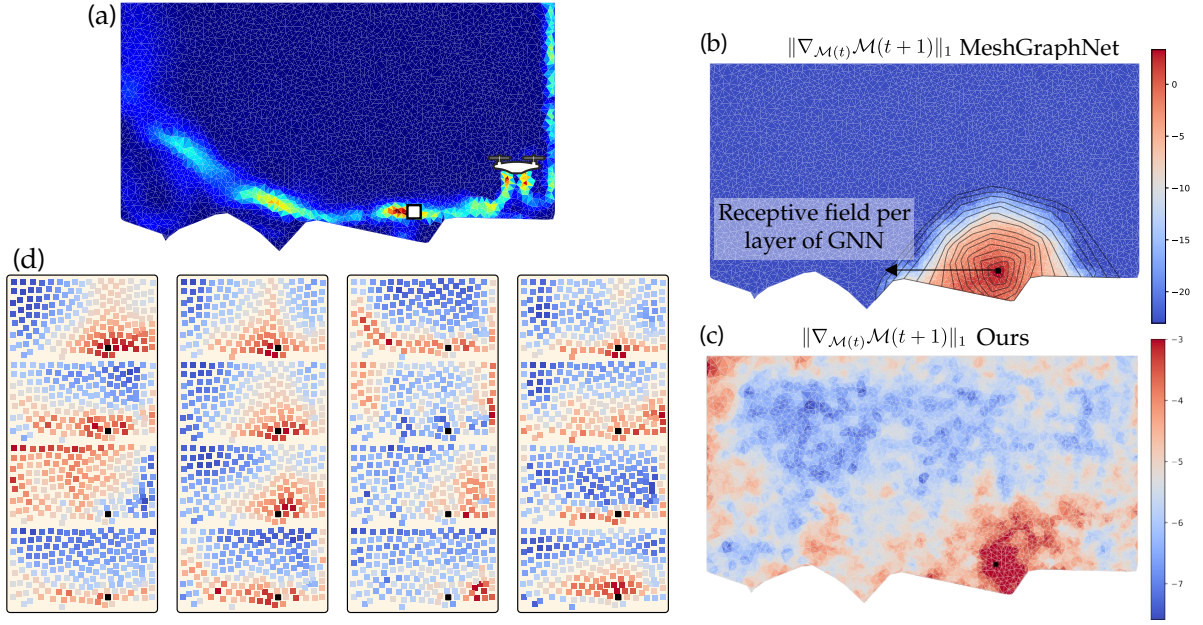 (a)
(b)
‖∇_{𝓜(t)}𝓜(t+1)‖₁ MeshGraphNet
Receptive field per
layer of GNN
0
−5
−10
−15
−20
(c)
‖∇_{𝓜(t)}𝓜(t+1)‖₁ Ours
−3
−4
−5
−6
−7
(d)